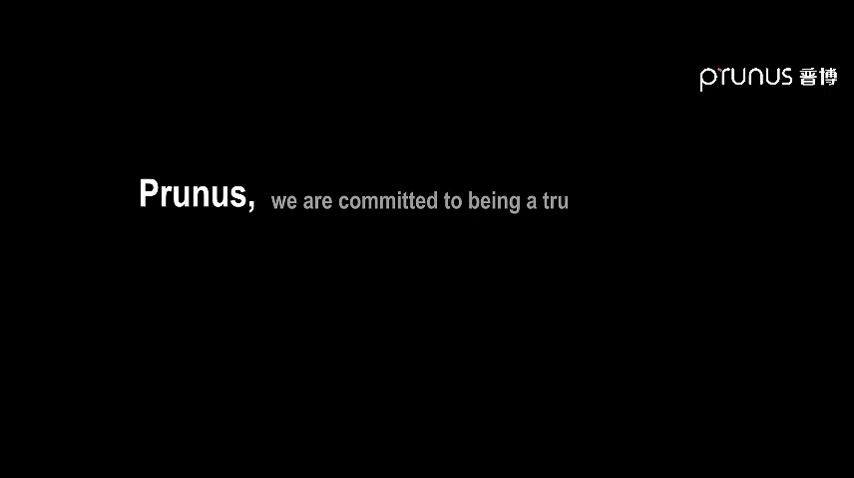 prunus 普博
Prunus, we are committed to being a tru